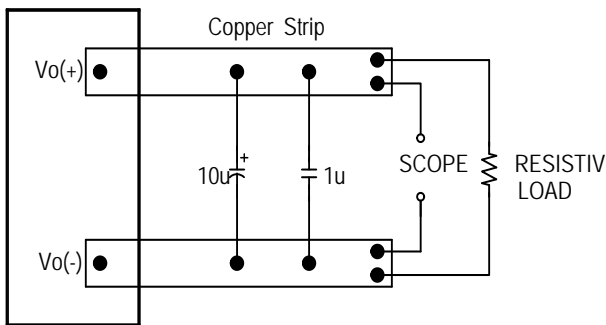 Copper Strip
Vo(+)
10u
+
1u
SCOPE
RESISTIV
LOAD
Vo(-)